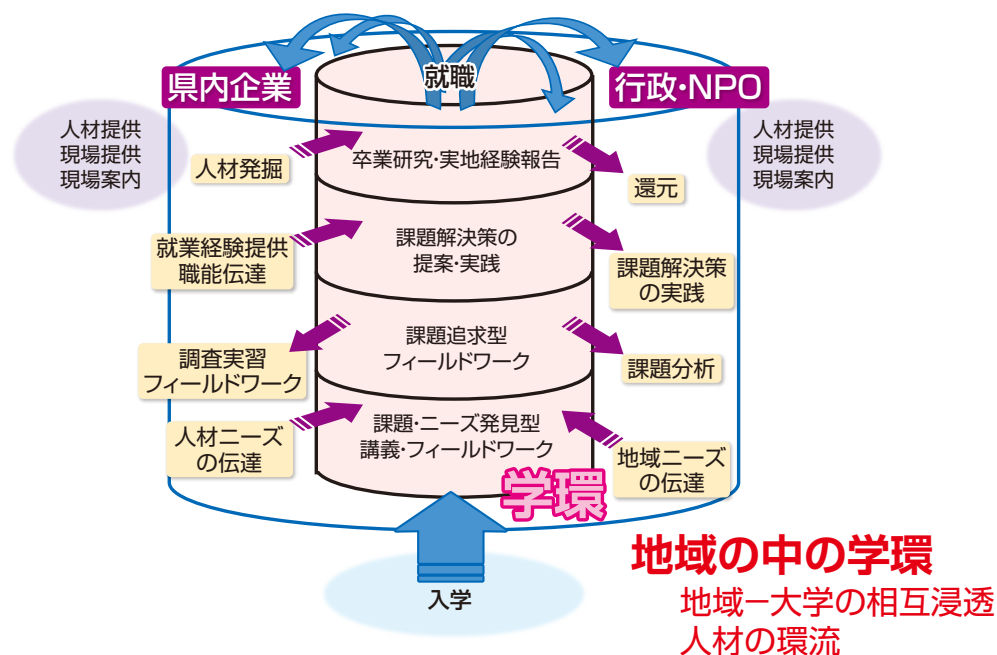 就職
県内企業
行政・NPO
人材提供
現場提供
現場案内
人材提供
現場提供
現場案内
人材発掘
卒業研究・実地経験報告
還元
就業経験提供
職能伝達
課題解決策の
提案・実践
課題解決策
の実践
調査実習
フィールドワーク
課題追求型
フィールドワーク
課題分析
人材ニーズ
の伝達
課題・ニーズ発見型
講義・フィールドワーク
地域ニーズ
の伝達
学環
入学
地域の中の学環
地域ー大学の相互浸透
人材の環流